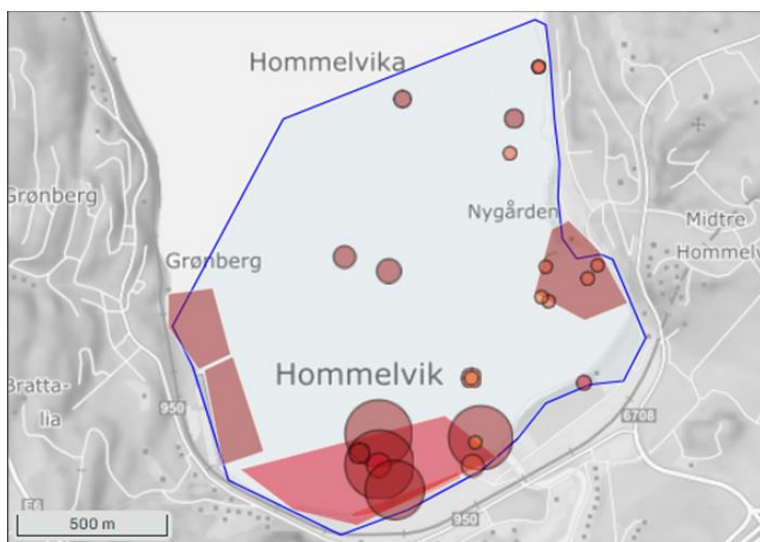 Hommelvika
Grønberg
Nygården
Midtre
Hommelv
Grønberg
Hommelvik
Bratta-
lia
950
6708
E6
950
500 m